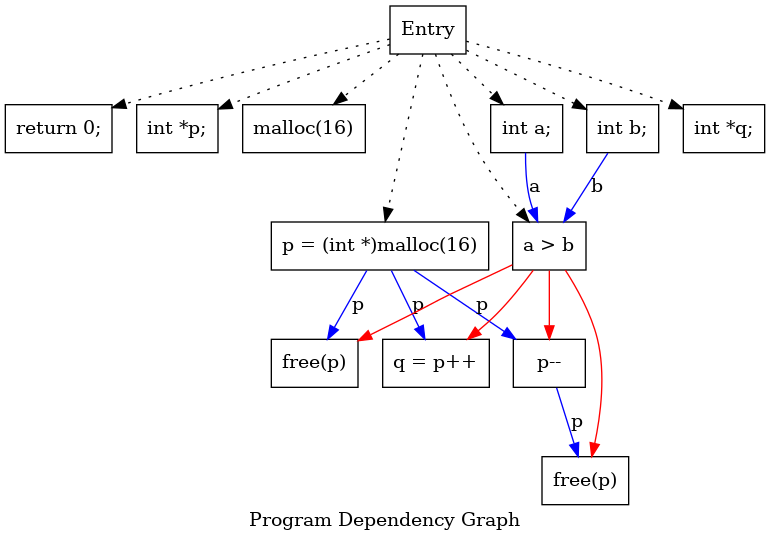 Entry
return 0;
int *p;
malloc(16)
int a;
int b;
int *q;
a
b
p = (int *)malloc(16)
a > b
p
p
p
free(p)
q = p++
p--
p
free(p)
Program Dependency Graph